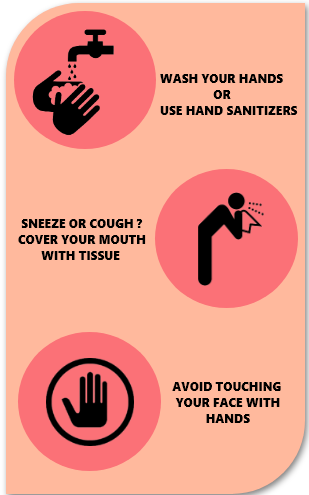 WASH YOUR HANDS
OR
USE HAND SANITIZERS
SNEEZE OR COUGH ?
COVER YOUR MOUTH
WITH TISSUE
AVOID TOUCHING
YOUR FACE WITH
HANDS